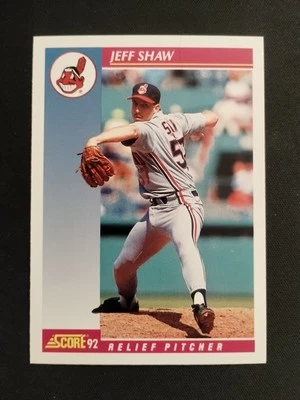 JEFF SHAW
SCORE 92
RELIEF PITCHER